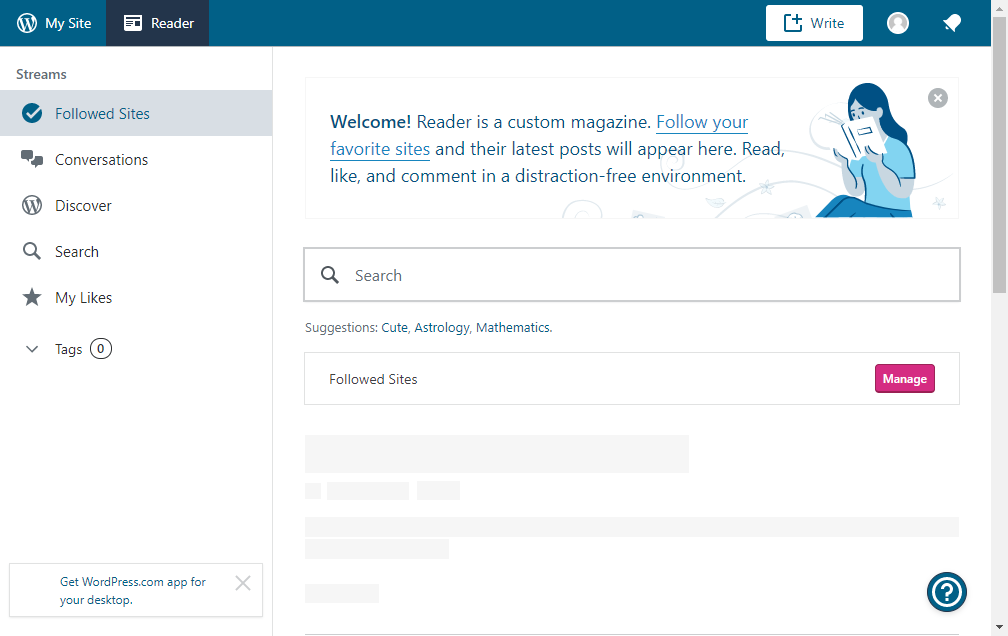 My Site
Reader
Write
Streams
Followed Sites
Conversations
Discover
Search
My Likes
Tags 0
Get WordPress.com app for
your desktop.
Welcome! Reader is a custom magazine. Follow your
favorite sites and their latest posts will appear here. Read,
like, and comment in a distraction-free environment.
Search
Suggestions: Cute, Astrology, Mathematics.
Followed Sites
Manage